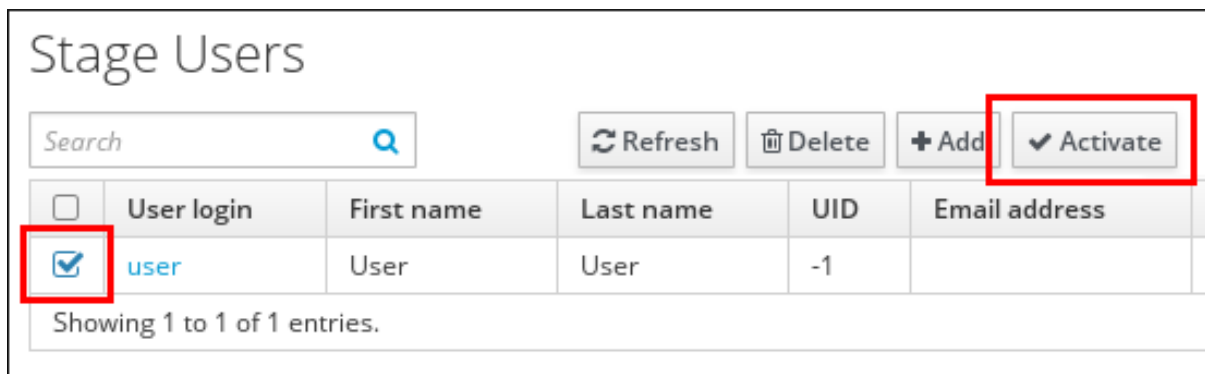 Stage Users
Search Refresh Delete Add Activate
User login First name Last name UID Email address
user User User -1
Showing 1 to 1 of 1 entries.